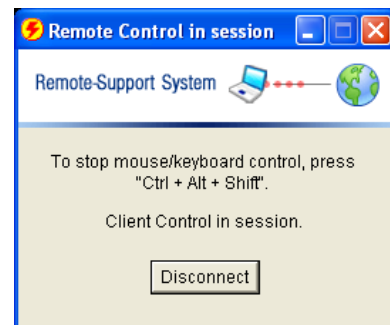 Remote Control in session
Remote-Support System
To stop mouse/keyboard control, press
"Ctrl + Alt + Shift".
Client Control in session.
Disconnect